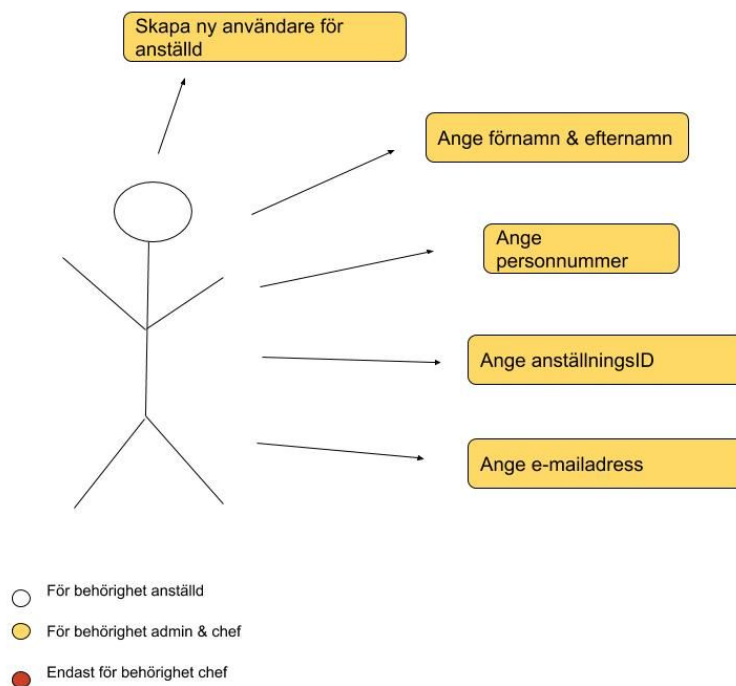 Skapa ny användare för
anställd
Ange förnamn & efternamn
Ange
personnummer
Ange anställningsID
Ange e-mailadress
För behörighet anställd
För behörighet admin & chef
Endast för behörighet chef